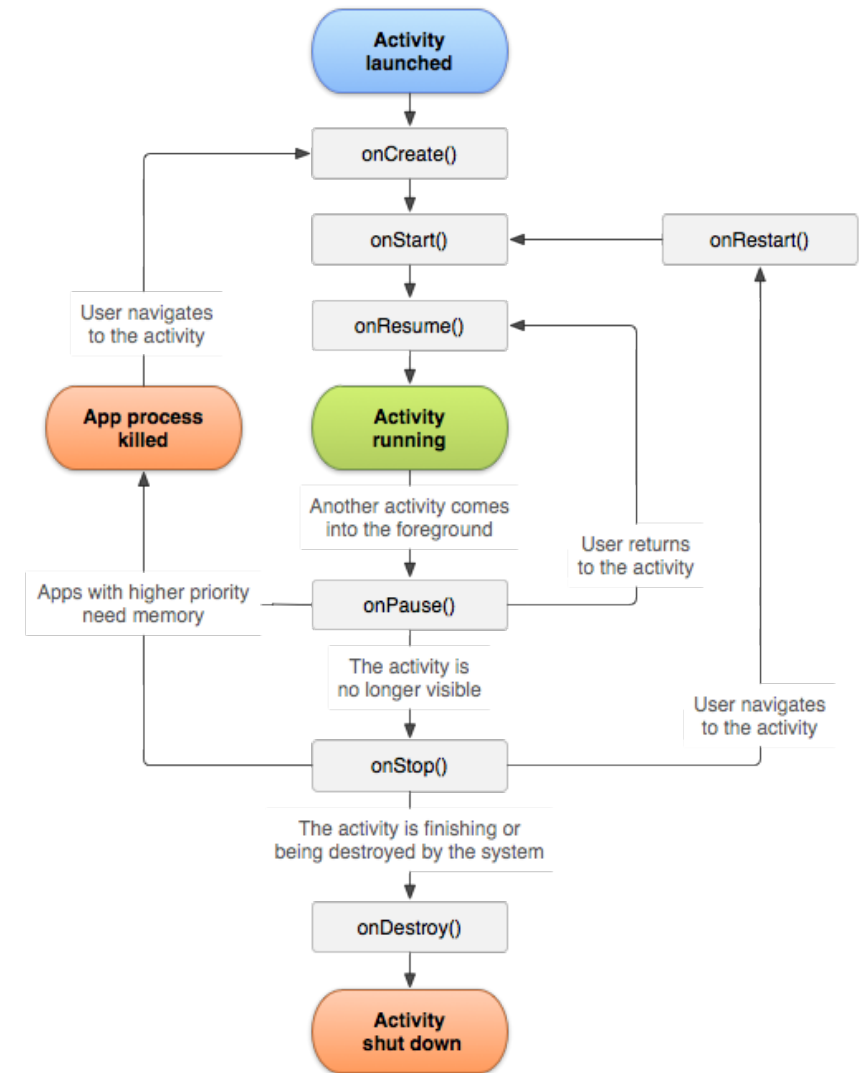 Activity
launched
onCreate()
onStart()
onRestart()
onResume()
User navigates
to the activity
App process
killed
Activity
running
Another activity comes
into the foreground
User returns
to the activity
Apps with higher priority
need memory
onPause()
The activity is
no longer visible
User navigates
to the activity
onStop()
The activity is finishing or
being destroyed by the system
onDestroy()
Activity
shut down